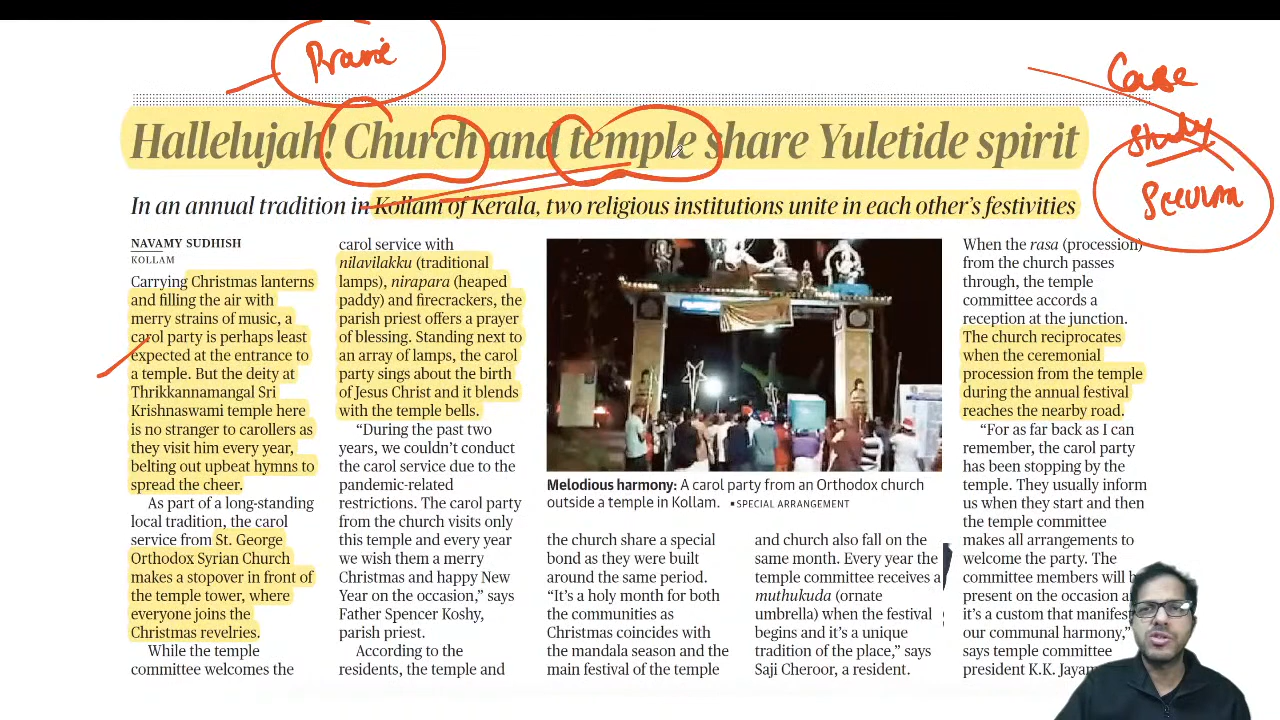 Case
Study
Hallelujah! Church and temple share Yuletide spirit
In an annual tradition in Kollam of Kerala, two religious institutions unite in each other's festivities
NAVAMY SUDHISH
KOLLAM
Carrying Christmas lanterns
and filling the air with
merry strains of music, a
carol party is perhaps least
expected at the entrance to
a temple. But the deity at
Thrikkannamangal Sri
Krishnaswami temple here
is no stranger to carollers as
they visit him every year,
belting out upbeat hymns to
spread the cheer.
As part of a long-standing
local tradition, the carol
service from St. George
Orthodox Syrian Church
makes a stopover in front of
the temple tower, where
everyone joins the
Christmas revelries.
While the temple
committee welcomes the
carol service with
nilavilakku (traditional
lamps), nirapara (heaped
paddy) and firecrackers, the
parish priest offers a prayer
of blessing. Standing next to
an array of lamps, the carol
party sings about the birth
of Jesus Christ and it blends
with the temple bells.
"During the past two
years, we couldn't conduct
the carol service due to the
pandemic-related
restrictions. The carol party
from the church visits only
this temple and every year
we wish them a merry
Christmas and happy New
Year on the occasion," says
Father Spencer Koshy,
parish priest.
According to the
residents, the temple and
Melodious harmony: A carol party from an Orthodox church
outside a temple in Kollam. ▪SPECIAL ARRANGEMENT
the church share a special
bond as they were built
around the same period.
"It's a holy month for both
the communities as
Christmas coincides with
the mandala season and the
main festival of the temple
and church also fall on the
same month. Every year the
temple committee receives a
muthukuda (ornate
umbrella) when the festival
begins and it's a unique
tradition of the place," says
Saji Cheroor, a resident.
When the rasa (procession)
from the church passes
through, the temple
committee accords a
reception at the junction.
The church reciprocates
when the ceremonial
procession from the temple
during the annual festival
reaches the nearby road.
"For as far back as I can
remember, the carol party
has been stopping by the
temple. They usually inform
us when they start and then
the temple committee
makes all arrangements to
welcome the party. The
committee members will
present on the occasion
it's a custom that manifest
our communal harmony,"
says temple committee
president K.K.